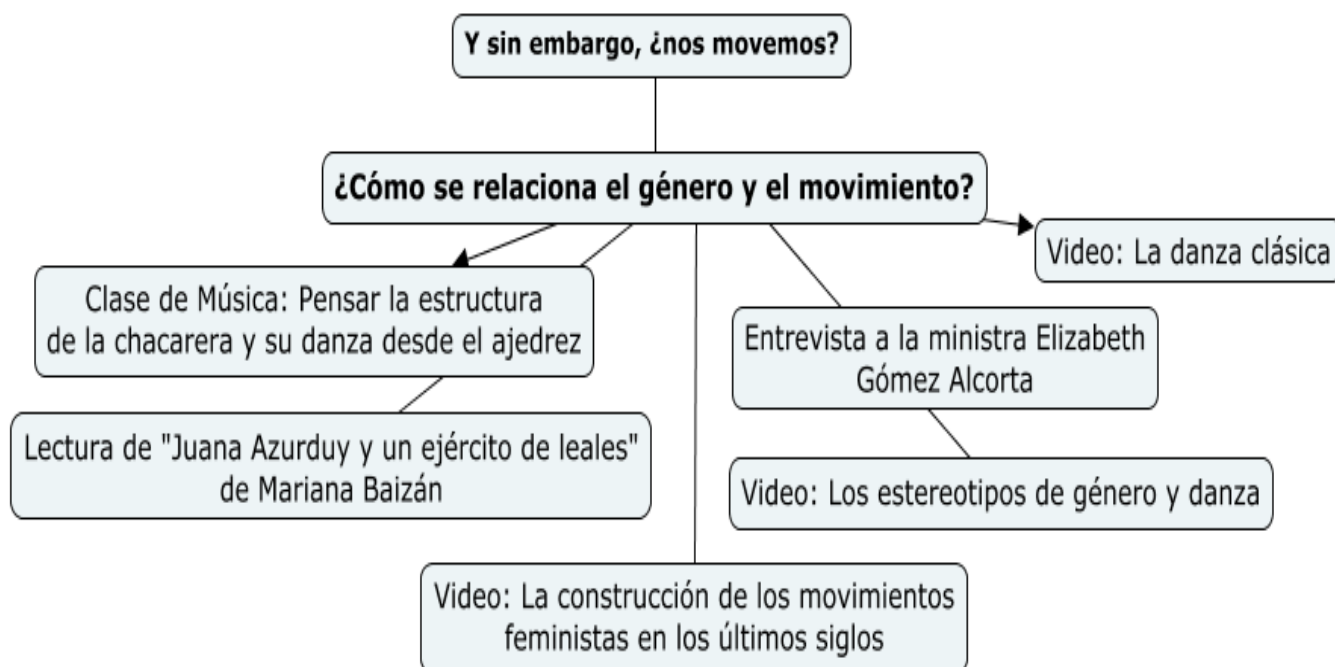 Y sin embargo, ¿nos movemos?
¿Cómo se relaciona el género y el movimiento?
Video: La danza clásica
Clase de Música: Pensar la estructura
de la chacarera y su danza desde el ajedrez
Entrevista a la ministra Elizabeth
Gómez Alcorta
Lectura de "Juana Azurduy y un ejército de leales"
de Mariana Baizán
Video: Los estereotipos de género y danza
Video: La construcción de los movimientos
feministas en los últimos siglos